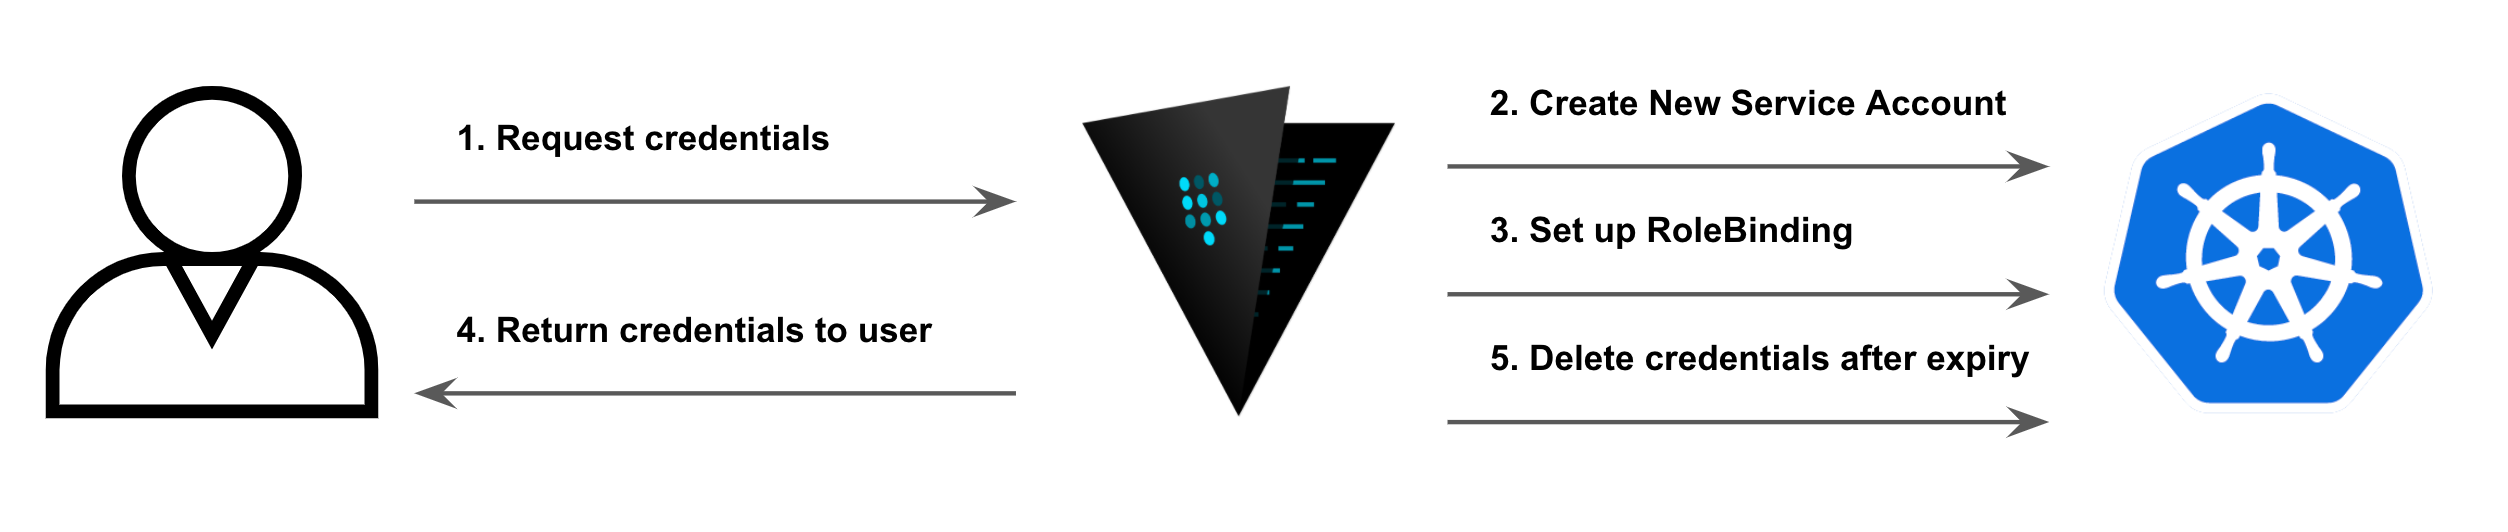 1. Request credentials
4. Return credentials to user
2. Create New Service Account
3. Set up RoleBinding
5. Delete credentials after expiry